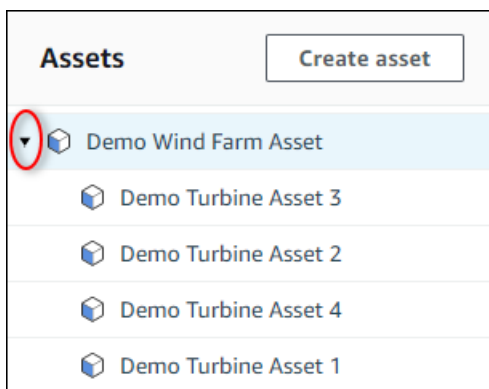 Assets
Create asset
Demo Wind Farm Asset
Demo Turbine Asset 3
Demo Turbine Asset 2
Demo Turbine Asset 4
Demo Turbine Asset 1